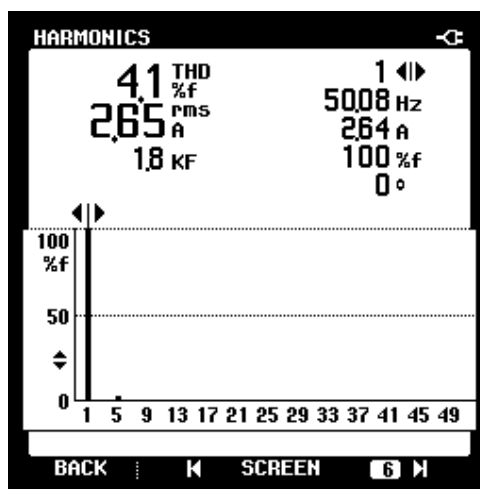 HARMONICS
4.1 THD %f
2.65 rms A
1.8 KF
1
50.08 Hz
2.64 A
100 %f
0 °
100
%f
50
0
1 5 9 13 17 21 25 29 33 37 41 45 49
BACK SCREEN 6